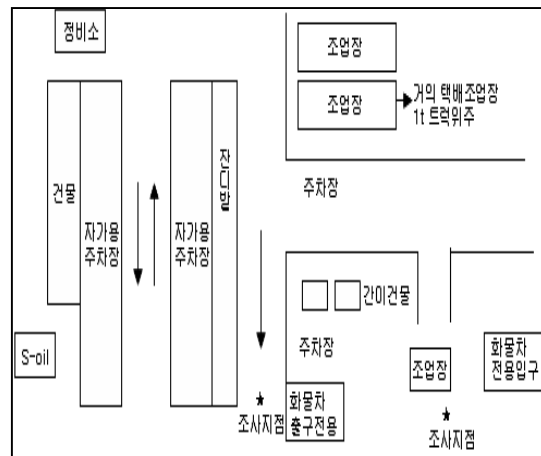 정비소
조업장
조업장
거의 택배조업장
1t 트럭위주
잔디밭
건물
자가용
주차장
자가용
주차장
주차장
간이건물
주차장
S-oil
조업장
화물차
전용입구
화물차
출구전용
★
조사지점
★
조사지점